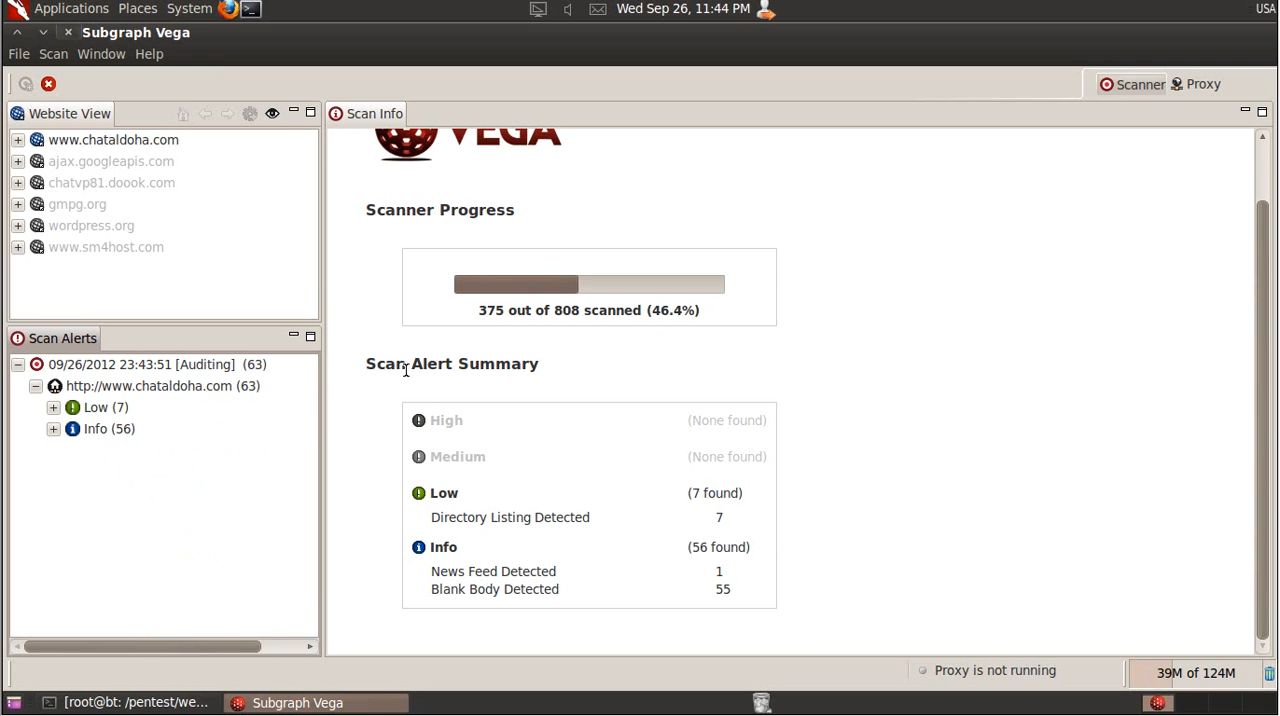 Applications Places System Wed Sep 26, 11:44 PM USA
Subgraph Vega
File Scan Window Help
Scanner Proxy
Website View
www.chataldoha.com
ajax.googleapis.com
chatvp81.doook.com
gmpg.org
wordpress.org
www.sm4host.com
Scan Alerts
09/26/2012 23:43:51 [Auditing] (63)
http://www.chataldoha.com (63)
Low (7)
Info (56)
Scan Info
VEGA
Scanner Progress
375 out of 808 scanned (46.4%)
Scan Alert Summary
High (None found)
Medium (None found)
Low (7 found)
Directory Listing Detected 7
Info (56 found)
News Feed Detected 1
Blank Body Detected 55
Proxy is not running 39M of 124M
[root@bt: /pentest/we... Subgraph Vega